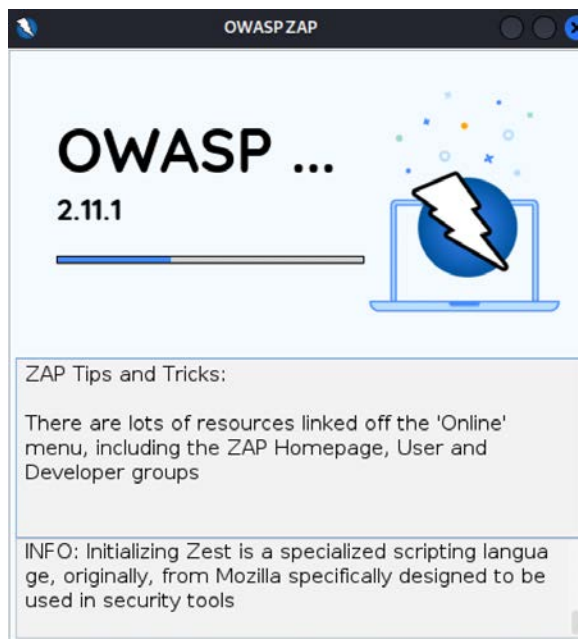 OWASP ZAP
OWASP ...
2.11.1
ZAP Tips and Tricks:
There are lots of resources linked off the 'Online'
menu, including the ZAP Homepage, User and
Developer groups
INFO: Initializing Zest is a specialized scripting langua
ge, originally, from Mozilla specifically designed to be
used in security tools